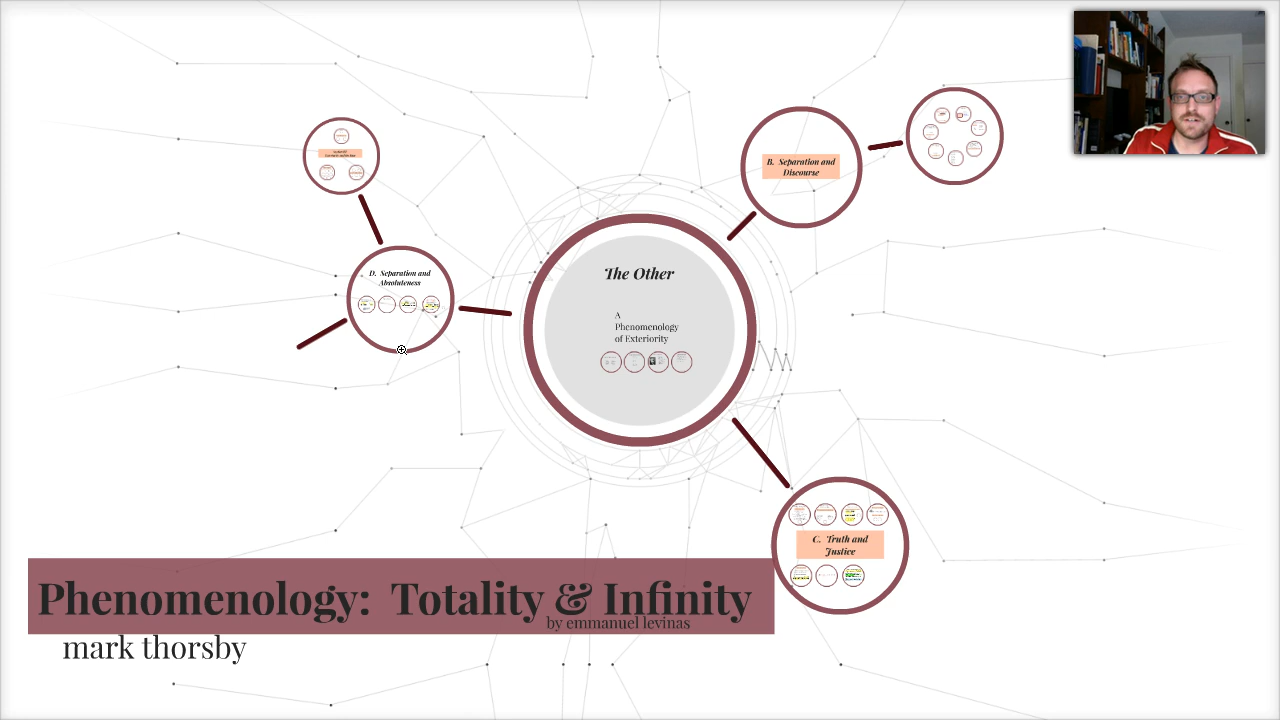 B. Separation and
Discourse
D. Separation and
Absoluteness
The Other
A
Phenomenology
of Exteriority
C. Truth and
Justice
Phenomenology: Totality & Infinity
by emmanuel levinas
mark thorsby